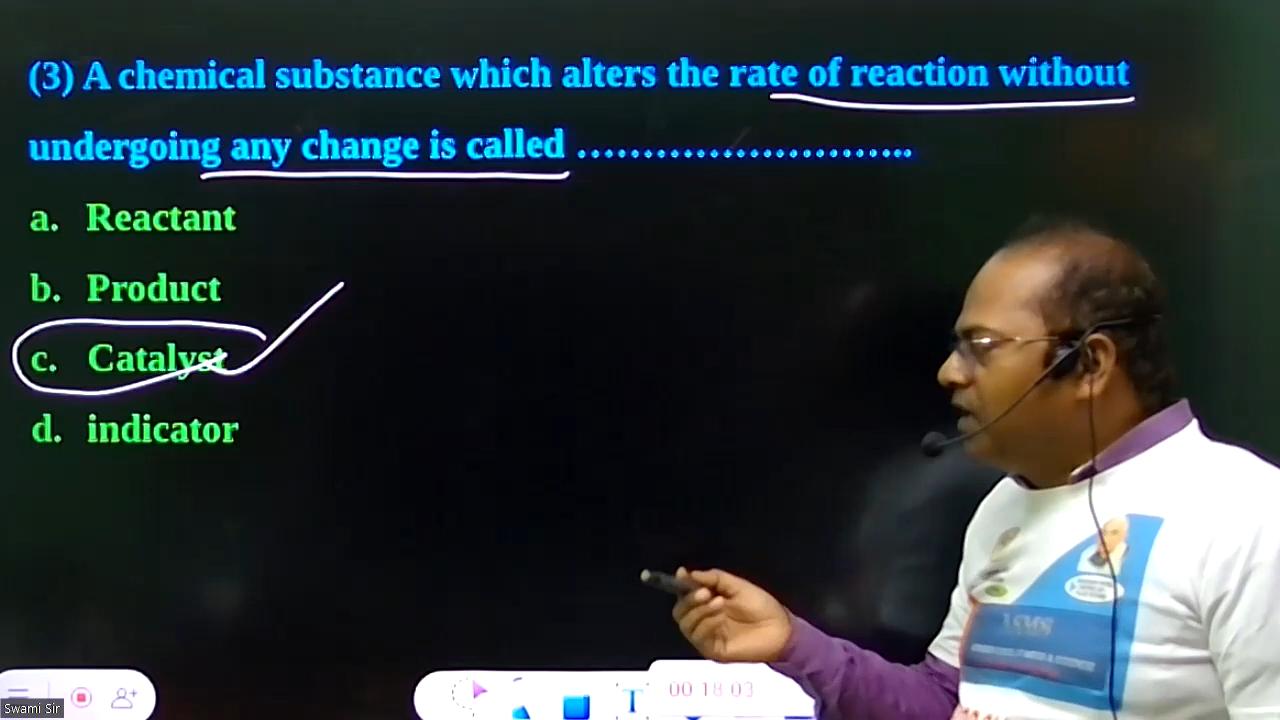 (3) A chemical substance which alters the rate of reaction without
undergoing any change is called ............................
a. Reactant
b. Product
c. Catalyst
d. indicator
T
00 18 03
Swami Sir